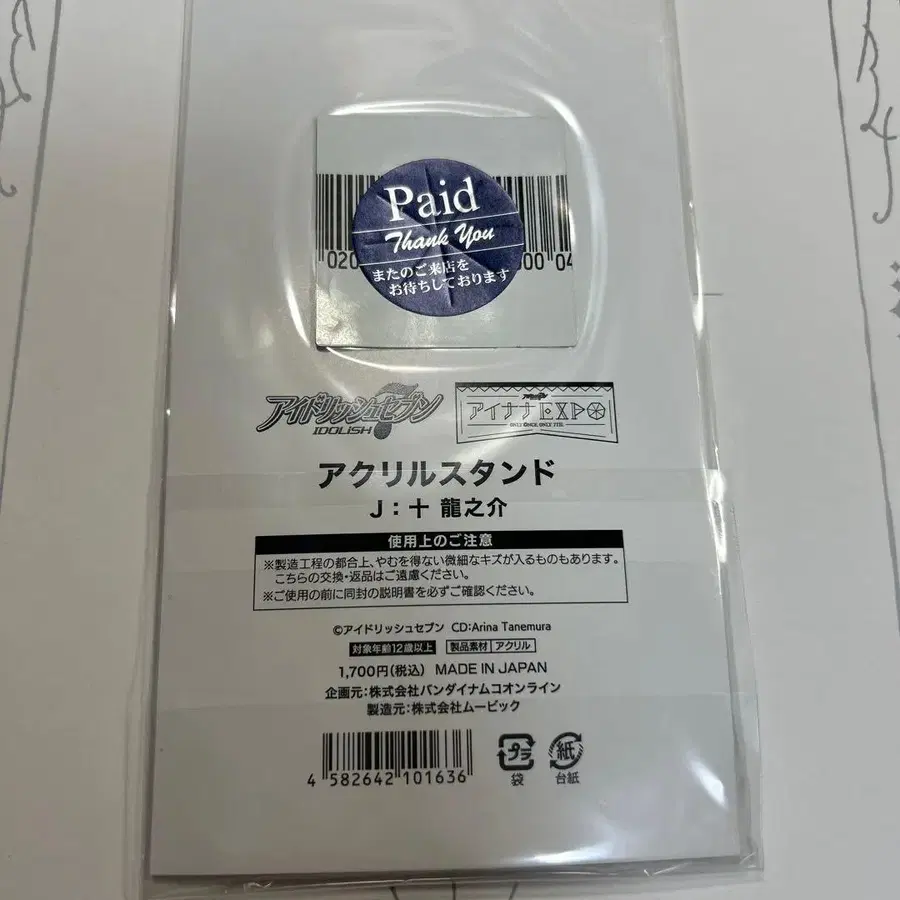 Paid
Thank You
またのご来店を
お待ちしております
020
00 04
アイドリッシュセブン
IDOLiSH
アイナナEXPO
ONLY ONCE, ONLY 7TH.
アクリルスタンド
J:十 龍之介
使用上のご注意
※製造工程の都合上、やむを得ない微細なキズが入るものもあります。
こちらの交換・返品はご遠慮ください。
※ご使用の前に同封の説明書を必ずご確認ください。
©アイドリッシュセブン CD:Arina Tanemura
対象年齢12歳以上 製品素材 アクリル
1,700円(税込) MADE IN JAPAN
企画元:株式会社バンダイナムコオンライン
製造元:株式会社ムービック
4 582642 101636
プラ 紙
袋 台紙